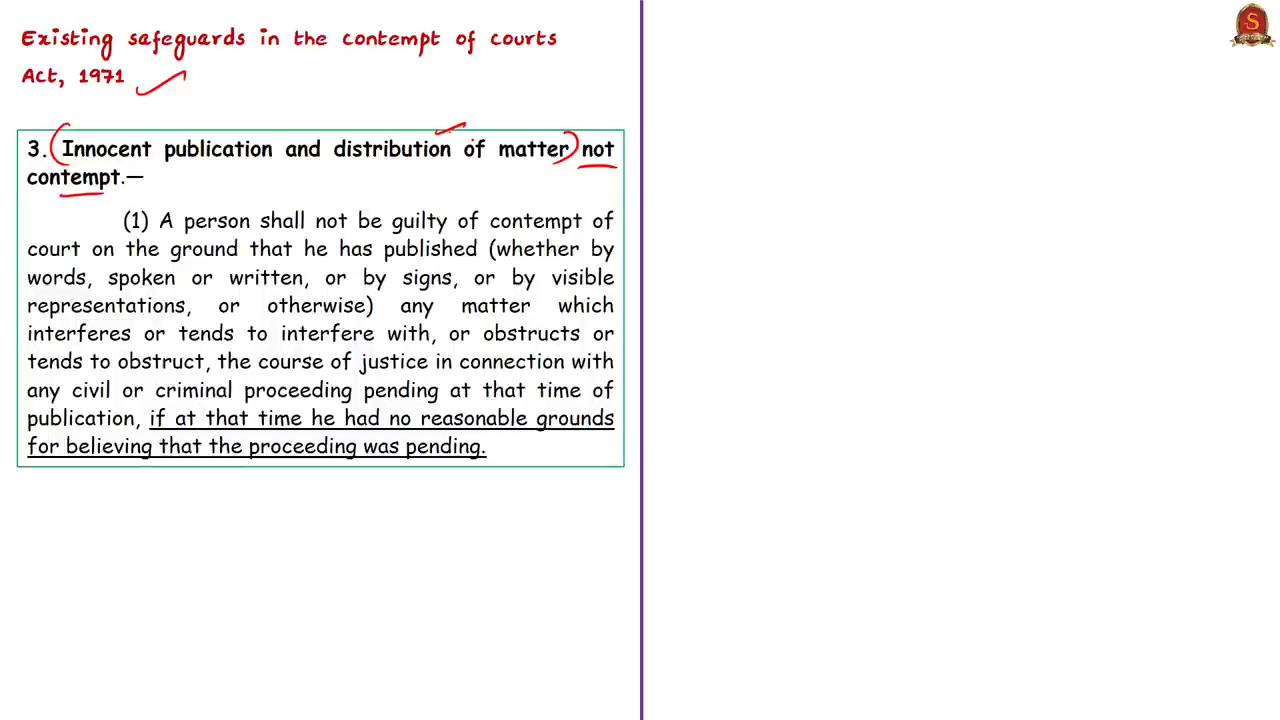 Existing safeguards in the contempt of courts
Act, 1971
3. Innocent publication and distribution of matter not
contempt.—
(1) A person shall not be guilty of contempt of
court on the ground that he has published (whether by
words, spoken or written, or by signs, or by visible
representations, or otherwise) any matter which
interferes or tends to interfere with, or obstructs or
tends to obstruct, the course of justice in connection with
any civil or criminal proceeding pending at that time of
publication, if at that time he had no reasonable grounds
for believing that the proceeding was pending.
S